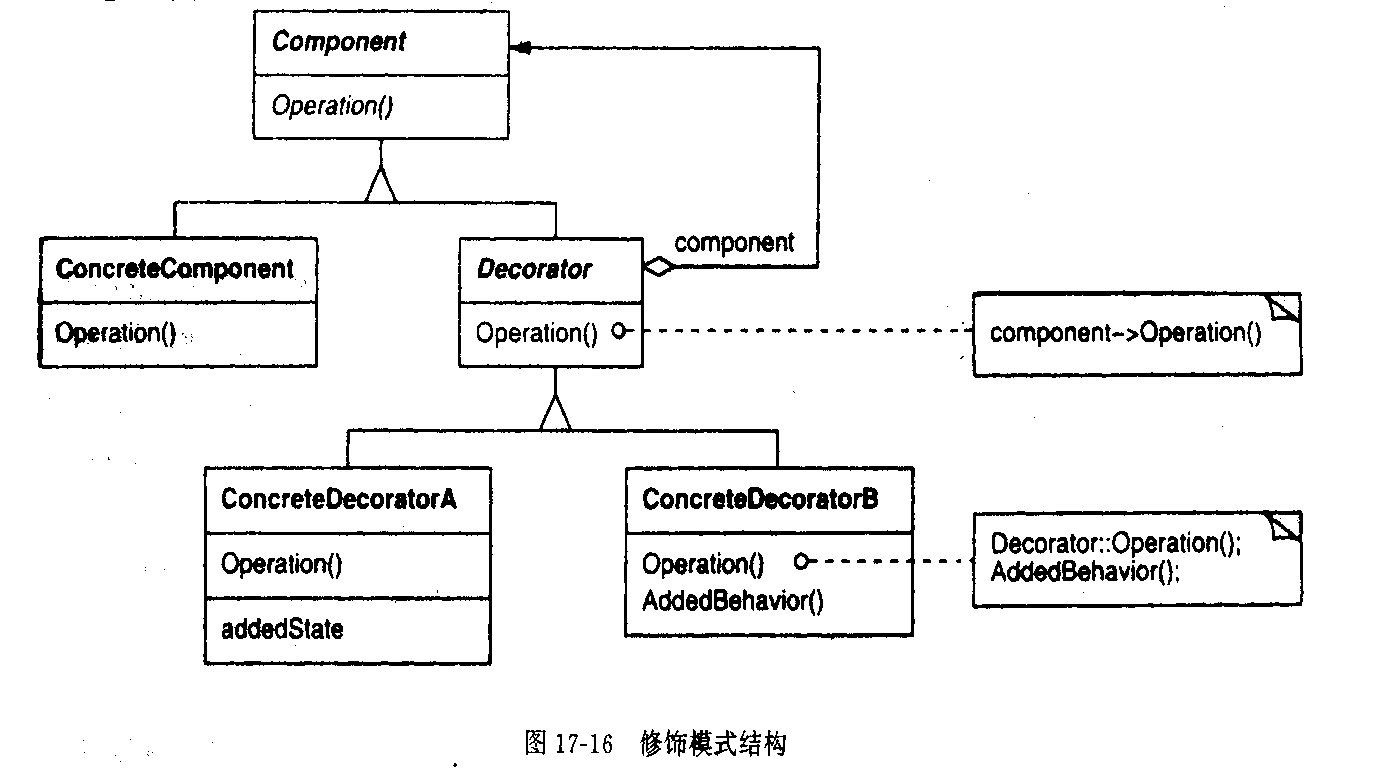 Component
Operation()
component
ConcreteComponent
Operation()
Decorator
Operation()
component->Operation()
ConcreteDecoratorA
Operation()
addedState
ConcreteDecoratorB
Operation()
AddedBehavior()
Decorator::Operation();
AddedBehavior();
图 17-16 修饰模式结构